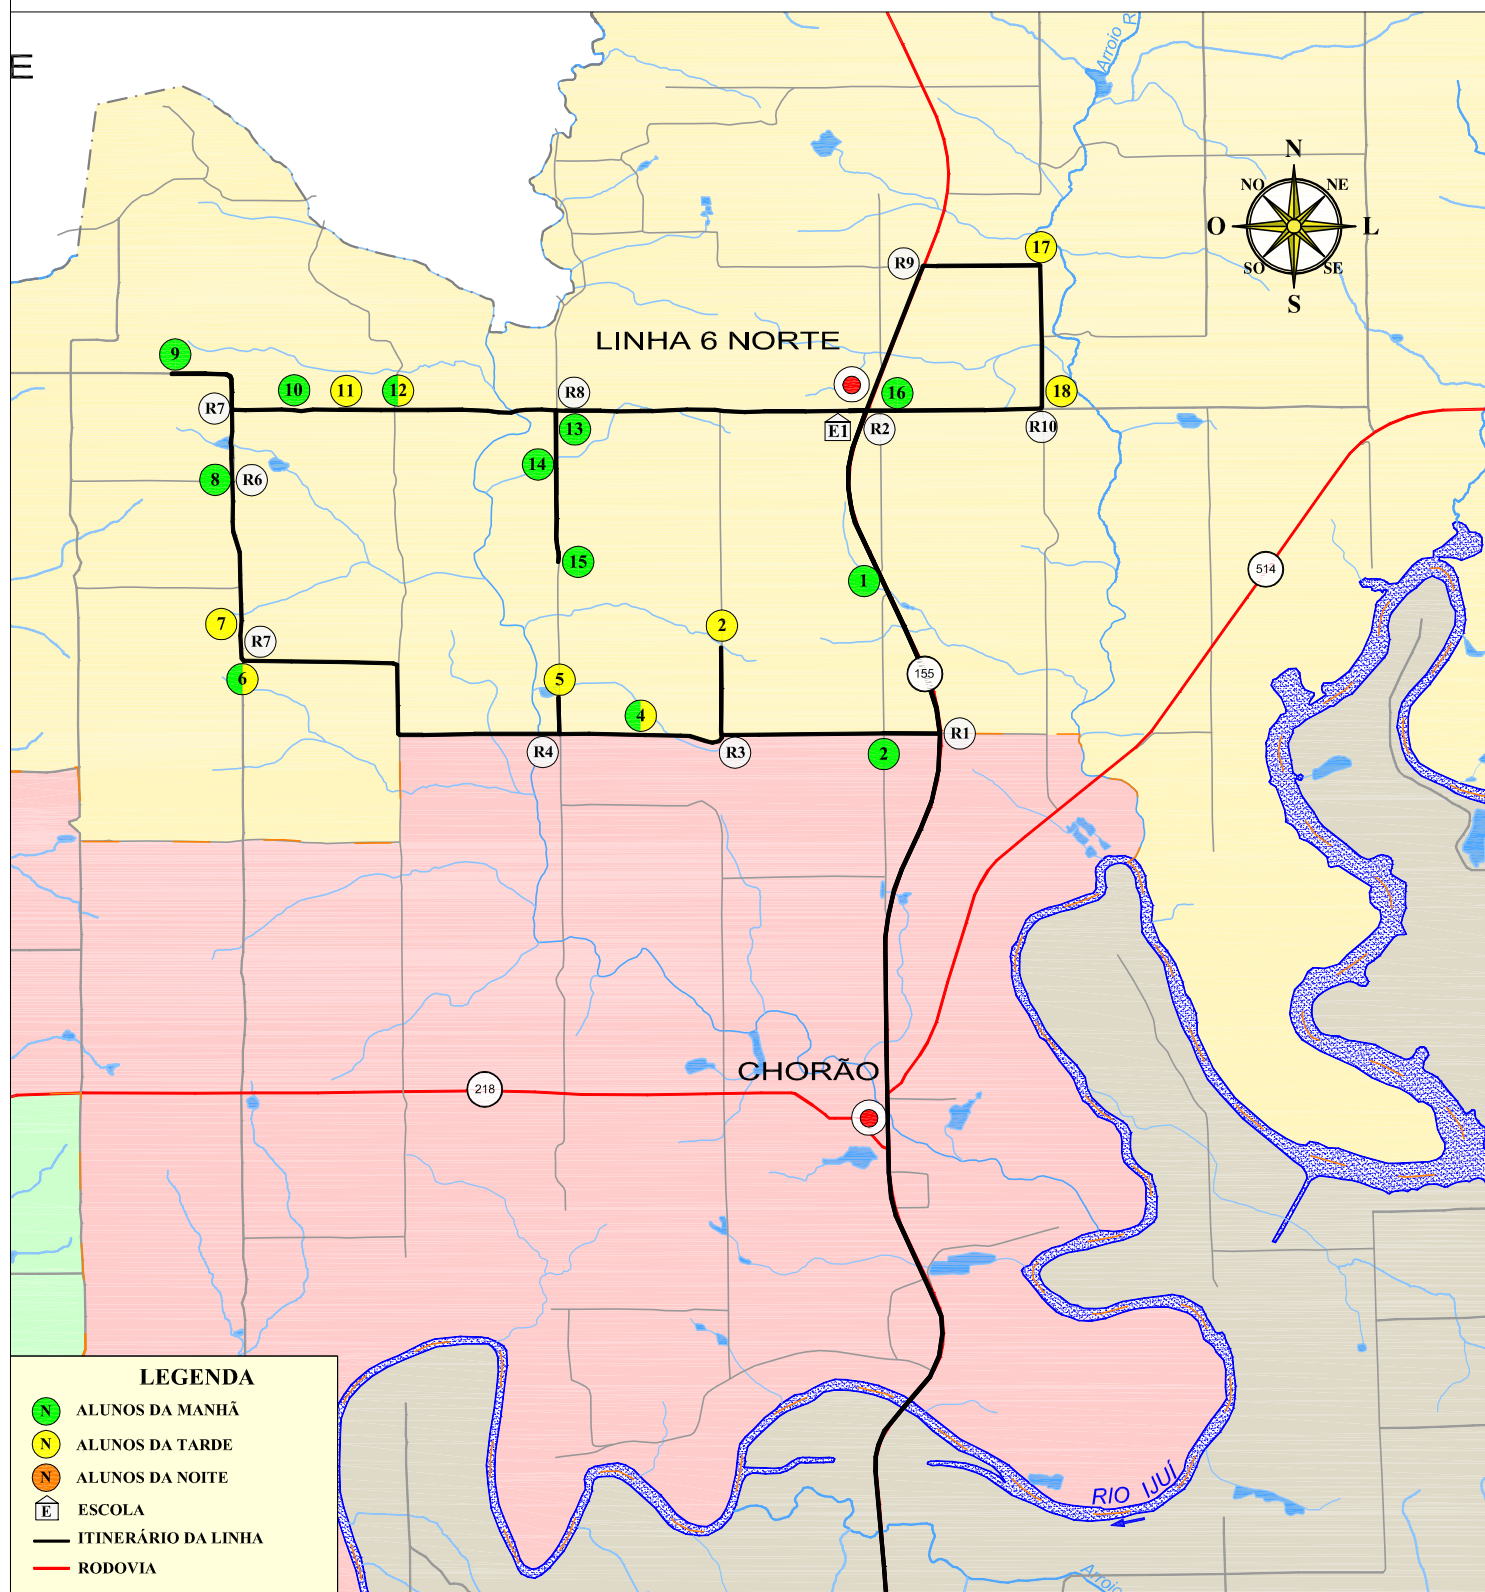 E
Arroio R
N
NO
NE
O
L
SO
SE
S
17
R9
LINHA 6 NORTE
9
10
11
12
R8
16
18
R7
13
E1
R2
R10
14
8
R6
15
1
514
7
R7
2
6
5
155
4
R4
R3
2
R1
CHORÃO
218
RIO IJUÍ
Arroio
LEGENDA
N ALUNOS DA MANHÃ
N ALUNOS DA TARDE
N ALUNOS DA NOITE
E ESCOLA
ITINERÁRIO DA LINHA
RODOVIA